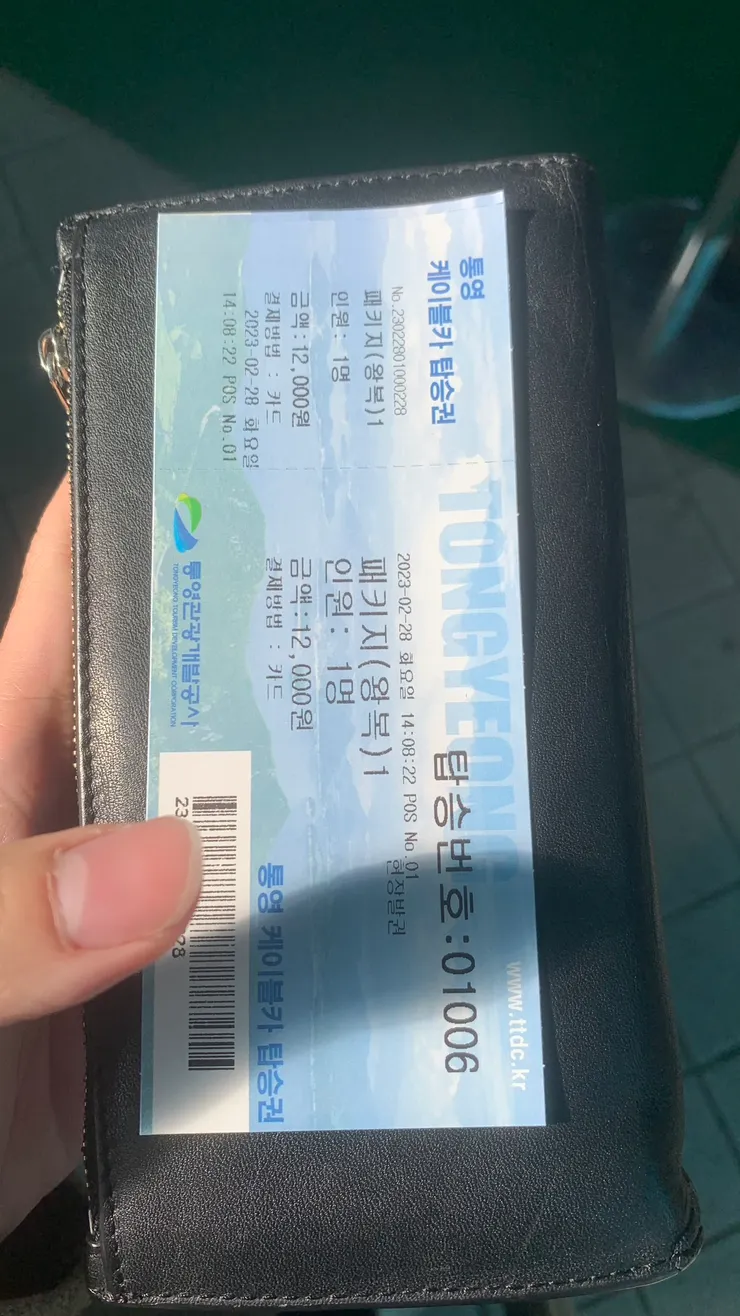 통영
케이블카 탑승권
No.23022801000228
패키지(왕복)1
인원: 1명
금액:12,000원
결제방법 : 카드
2023-02-28 화요일
14:08:22 POS No.01
TONGYEONG
www.ttdc.kr
탑승번호:01006
현장발권
2023-02-28 화요일 14:08:22 POS No.01
패키지(왕복)1
인원: 1명
금액:12,000원
결제방법 : 카드
통영관광개발공사
TONGYEONG TOURISM DEVELOPMENT CORPORATION
통영 케이블카 탑승권